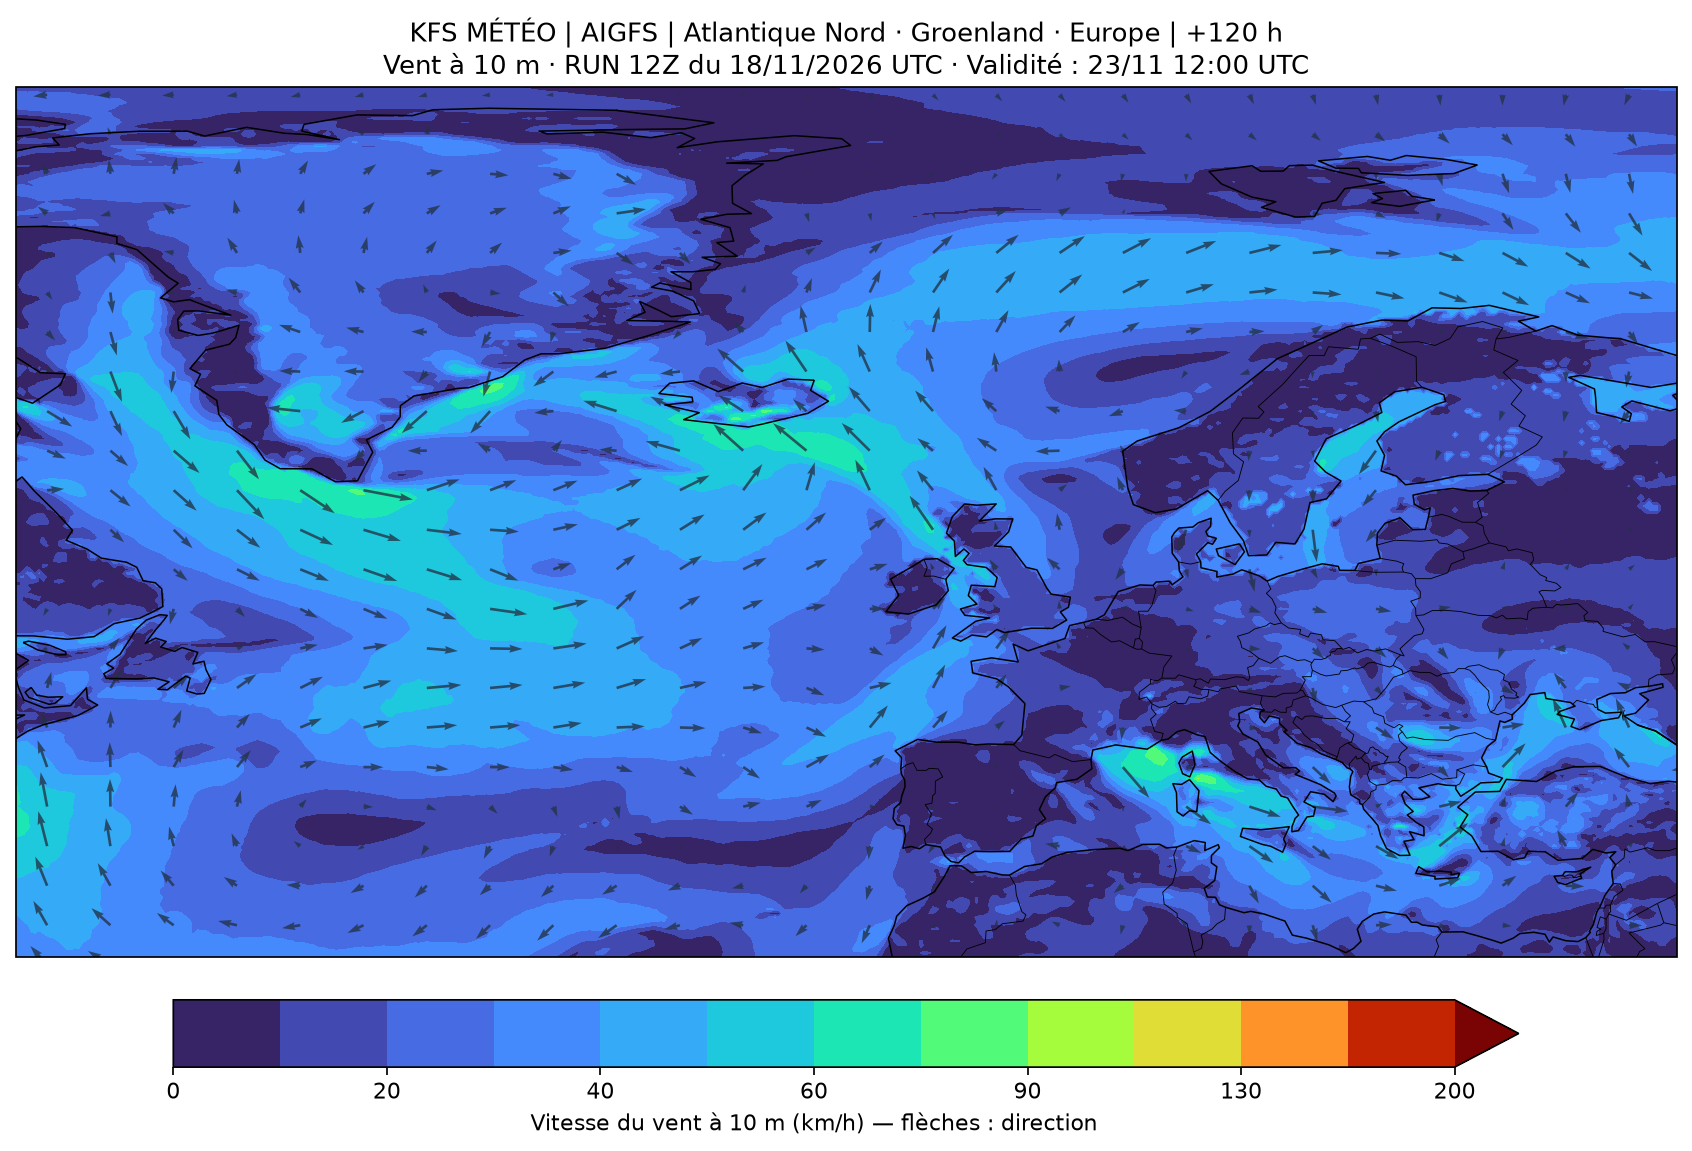 KFS MÉTÉO | AIGFS | Atlantique Nord · Groenland · Europe | +120 h
Vent à 10 m · RUN 12Z du 18/11/2026 UTC · Validité : 23/11 12:00 UTC
0 20 40 60 90 130 200
Vitesse du vent à 10 m (km/h) — flèches : direction